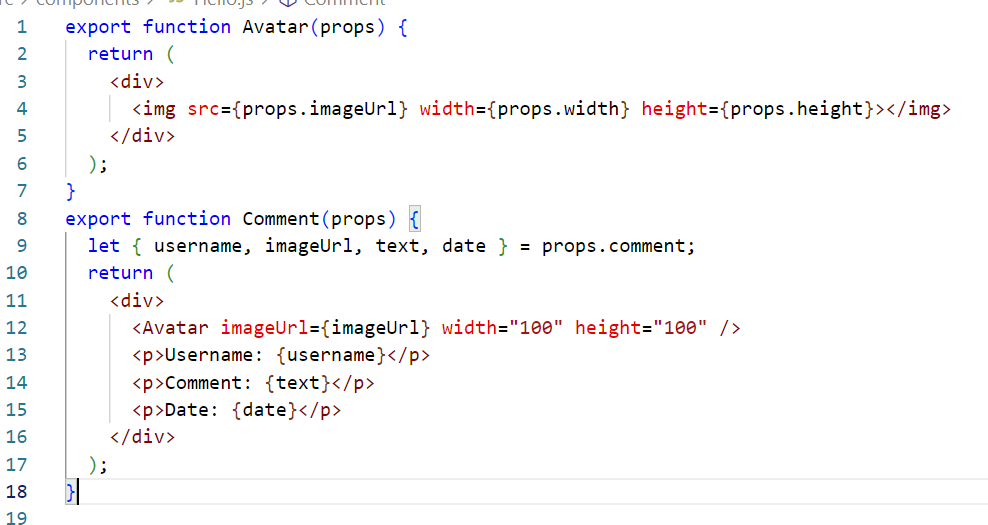 components > Hello.js > Comment
1 export function Avatar(props) {
2   return (
3     <div>
4       <img src={props.imageUrl} width={props.width} height={props.height}></img>
5     </div>
6   );
7 }
8 export function Comment(props) {
9   let { username, imageUrl, text, date } = props.comment;
10   return (
11     <div>
12       <Avatar imageUrl={imageUrl} width="100" height="100" />
13       <p>Username: {username}</p>
14       <p>Comment: {text}</p>
15       <p>Date: {date}</p>
16     </div>
17   );
18 }
19